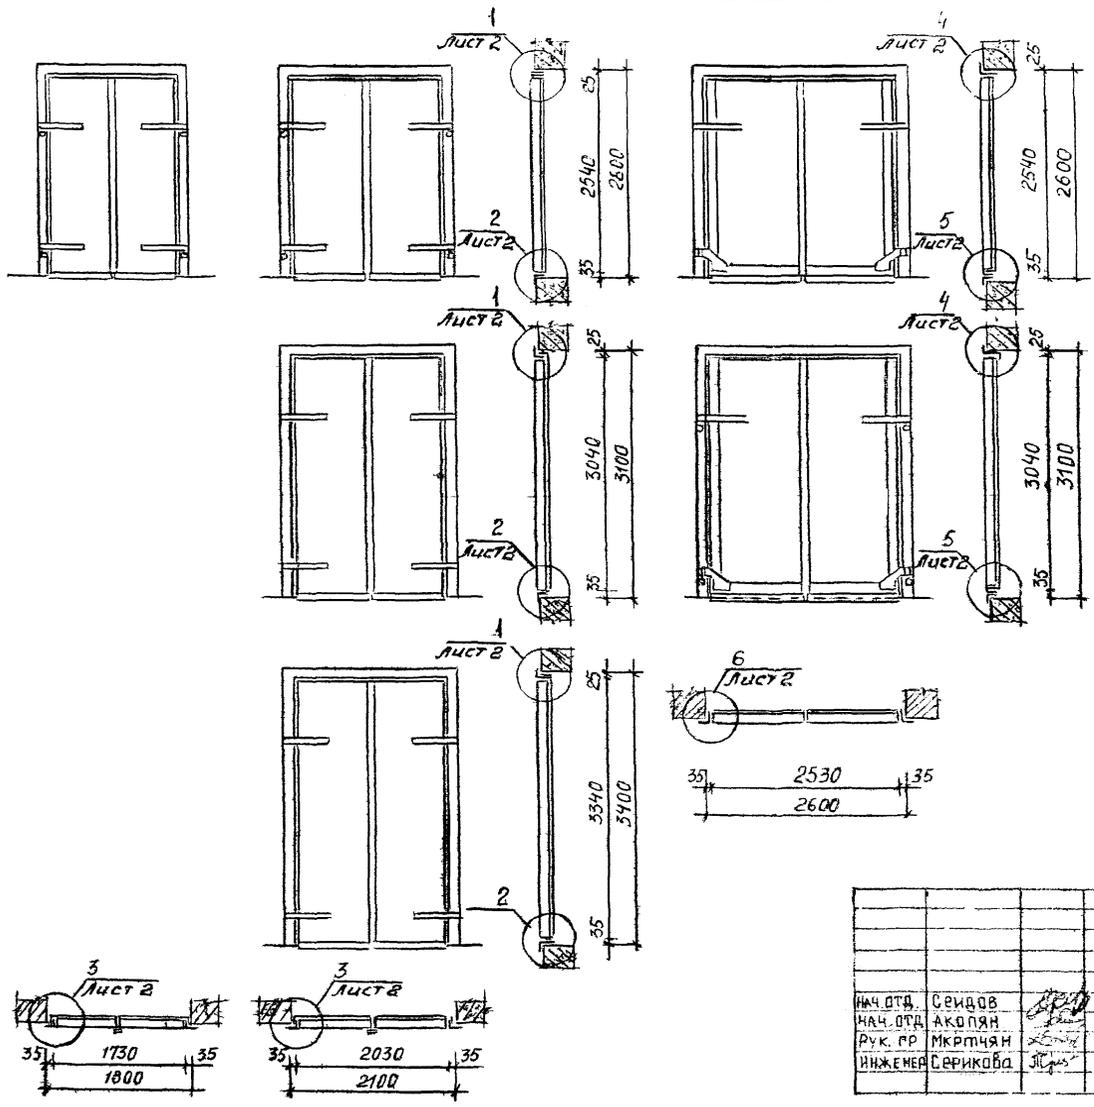 1
Лист 2
4
Лист 2
25
2540
2600
35
25
2540
2600
35
2
Лист 2
5
Лист 2
1
Лист 2
4
Лист 2
25
3040
3100
35
25
3040
3100
35
2
Лист 2
5
Лист 2
1
Лист 2
25
3340
3400
35
2
6
Лист 2
35 2530 35
2600
3
Лист 2
35 1730 35
1800
3
Лист 2
35 2030 35
2100
НАЧ.ОТД. Сеидов
НАЧ.ОТД АКОПЯН
РУК. ГР МКРТЧЯН
ИНЖЕНЕР СЕРИКОВА